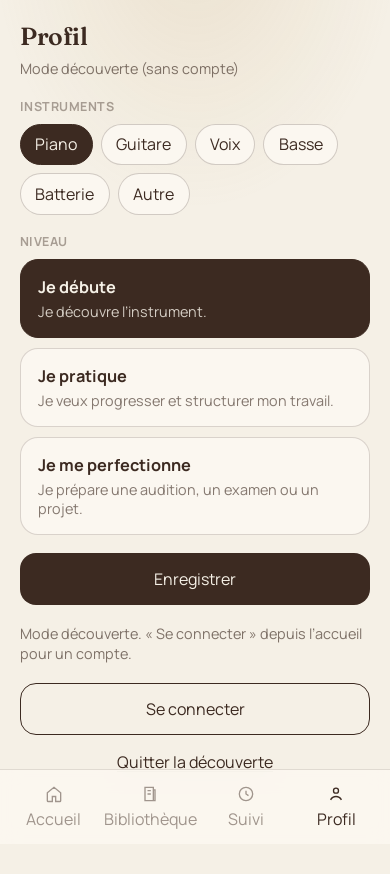 Profil
Mode découverte (sans compte)
INSTRUMENTS
Piano
Guitare
Voix
Basse
Batterie
Autre
NIVEAU
Je débute
Je découvre l'instrument.
Je pratique
Je veux progresser et structurer mon travail.
Je me perfectionne
Je prépare une audition, un examen ou un
projet.
Enregistrer
Mode découverte. « Se connecter » depuis l'accueil
pour un compte.
Se connecter
Quitter la découverte
Accueil
Bibliothèque
Suivi
Profil